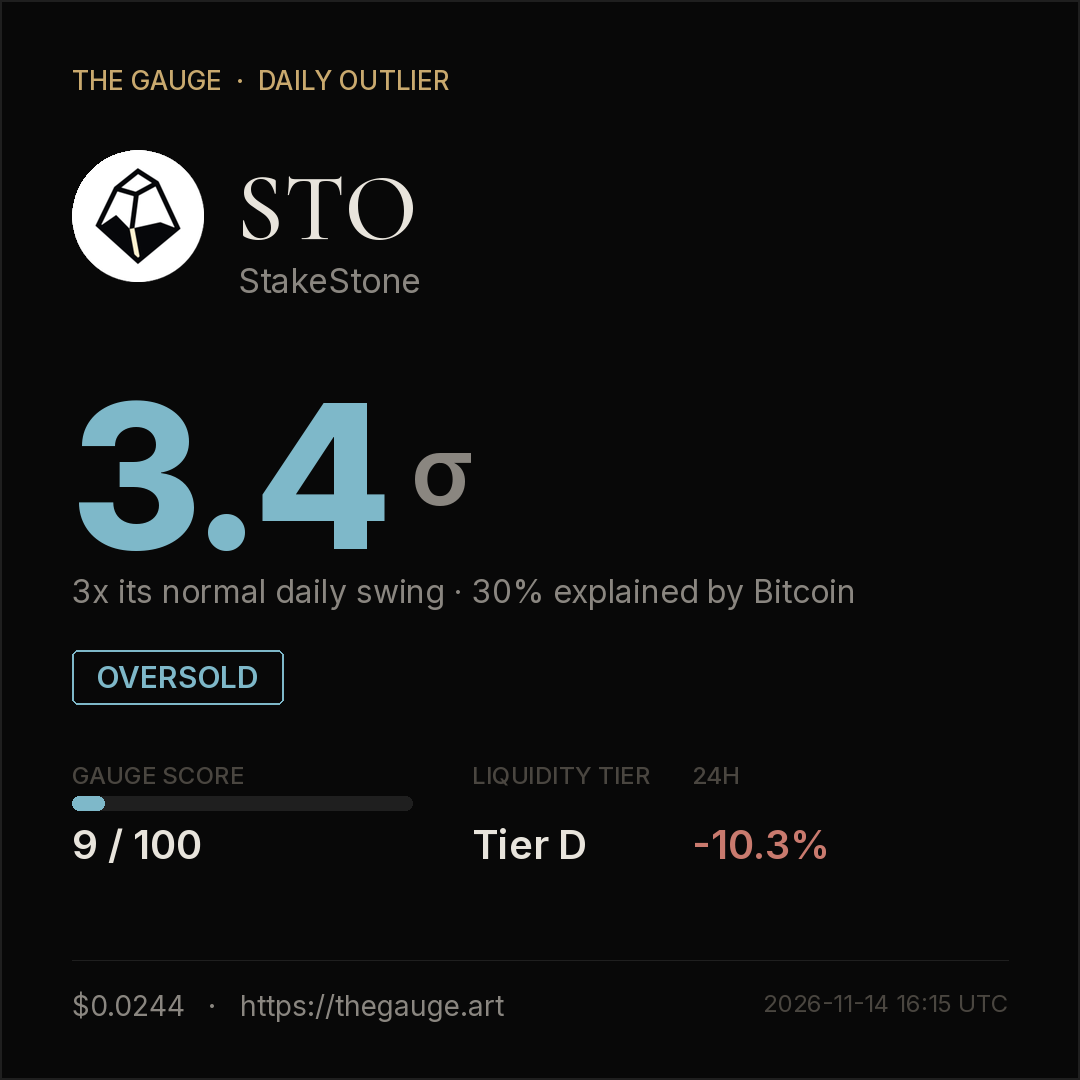 THE GAUGE · DAILY OUTLIER
STO
StakeStone
3.4 σ
3x its normal daily swing · 30% explained by Bitcoin
OVERSOLD
GAUGE SCORE LIQUIDITY TIER 24H
9 / 100 Tier D -10.3%
$0.0244 · https://thegauge.art 2026-11-14 16:15 UTC